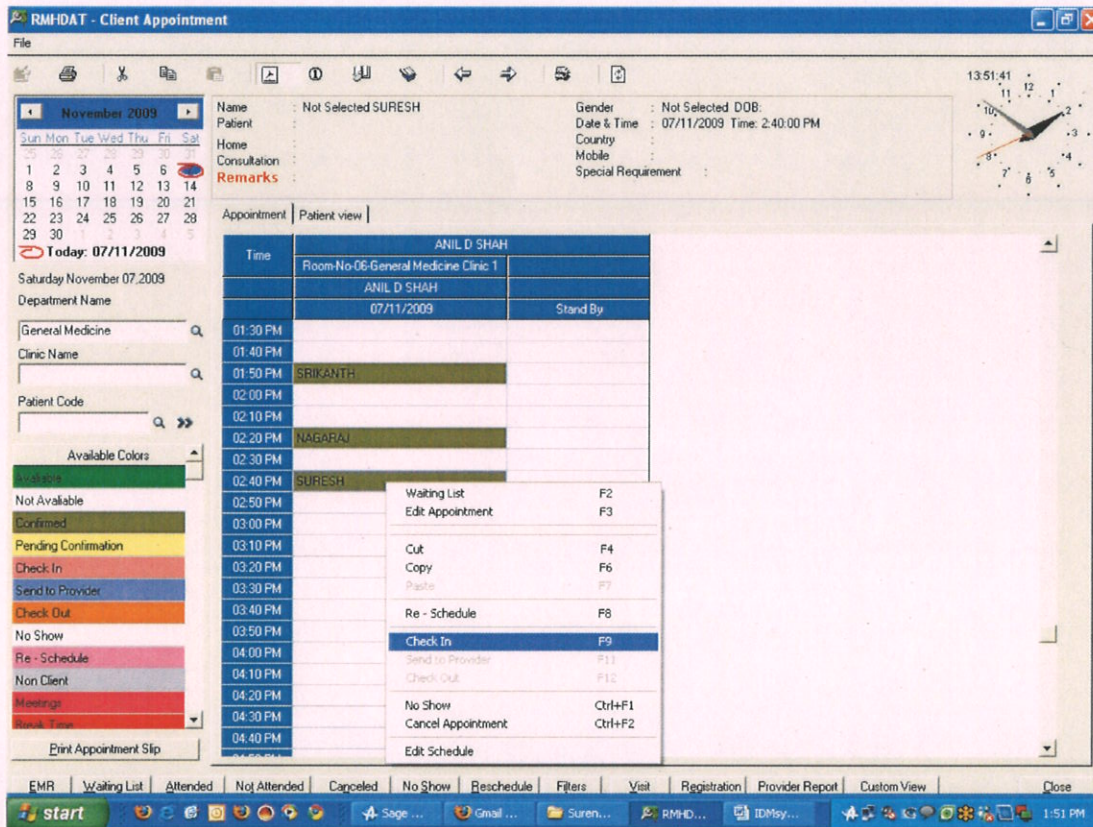 RMHDAT - Client Appointment
File
13:51:41
12
1
2
3
4
5
6
7
8
9
10
11
November 2009
Sun Mon Tue Wed Thu Fri Sat
25 26 27 28 29 30 31
1 2 3 4 5 6
8 9 10 11 12 13 14
15 16 17 18 19 20 21
22 23 24 25 26 27 28
29 30 1 2 3 4 5
Today: 07/11/2009
Name : Not Selected SURESH
Patient :
Home :
Consultation :
Remarks :
Gender : Not Selected DOB:
Date & Time : 07/11/2009 Time: 2:40:00 PM
Country :
Mobile :
Special Requirement :
Saturday November 07,2009
Department Name
General Medicine
Clinic Name
Patient Code
Available Colors
Available
Not Avaliable
Confirmed
Pending Confirmation
Check In
Send to Provider
Check Out
No Show
Re - Schedule
Non Client
Meetings
Break Time
Print Appointment Slip
Appointment Patient view
Time
ANIL D SHAH
Room-No-06-General Medicine Clinic 1
ANIL D SHAH
07/11/2009 Stand By
01:30 PM
01:40 PM
01:50 PM SRIKANTH
02:00 PM
02:10 PM
02:20 PM NAGARAJ
02:30 PM
02:40 PM SURESH
02:50 PM
03:00 PM
03:10 PM
03:20 PM
03:30 PM
03:40 PM
03:50 PM
04:00 PM
04:10 PM
04:20 PM
04:30 PM
04:40 PM
Waiting List F2
Edit Appointment F3
Cut F4
Copy F6
Paste F7
Re - Schedule F8
Check In F9
Send to Provider F11
Check Out F12
No Show Ctrl+F1
Cancel Appointment Ctrl+F2
Edit Schedule
EMR Waiting List Attended Not Attended Canceled No Show Reschedule Filters Visit Registration Provider Report Custom View Close
start Sage ... Gmail ... Suren... RMHD... IDMsy... 1:51 PM